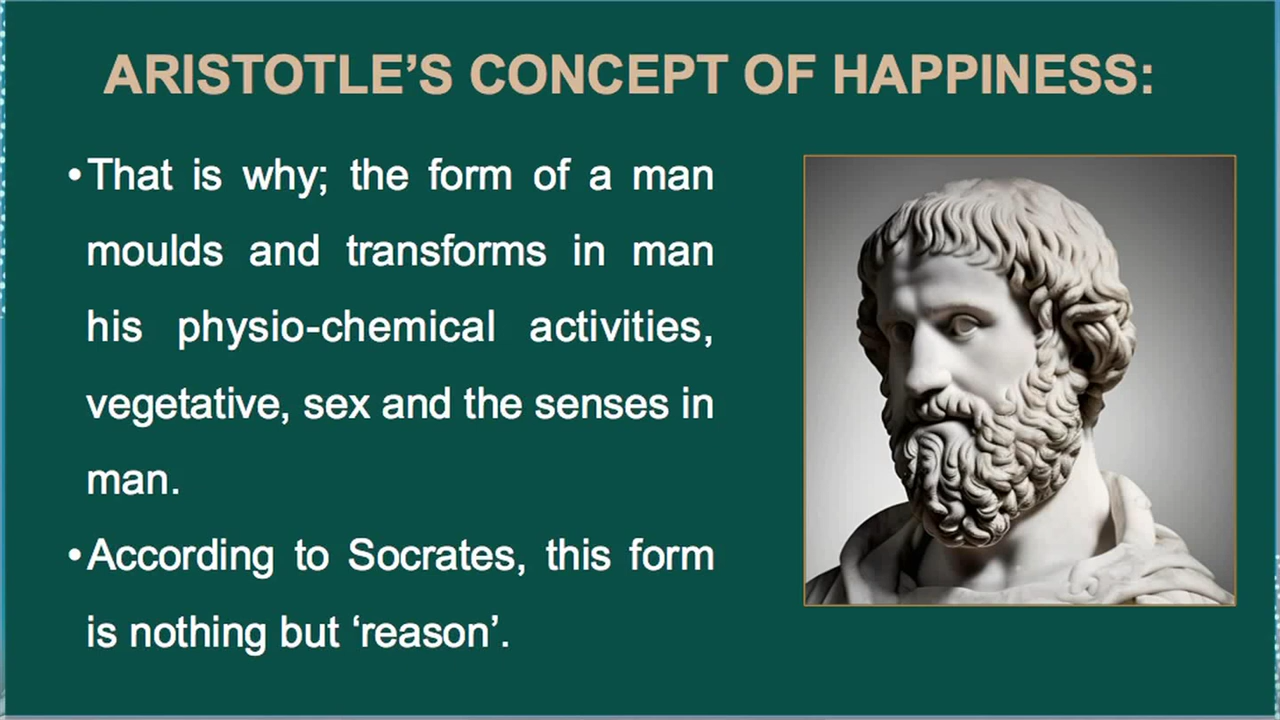 ARISTOTLE’S CONCEPT OF HAPPINESS:
•That is why; the form of a man
moulds and transforms in man
his physio-chemical activities,
vegetative, sex and the senses in
man.
•According to Socrates, this form
is nothing but ‘reason’.